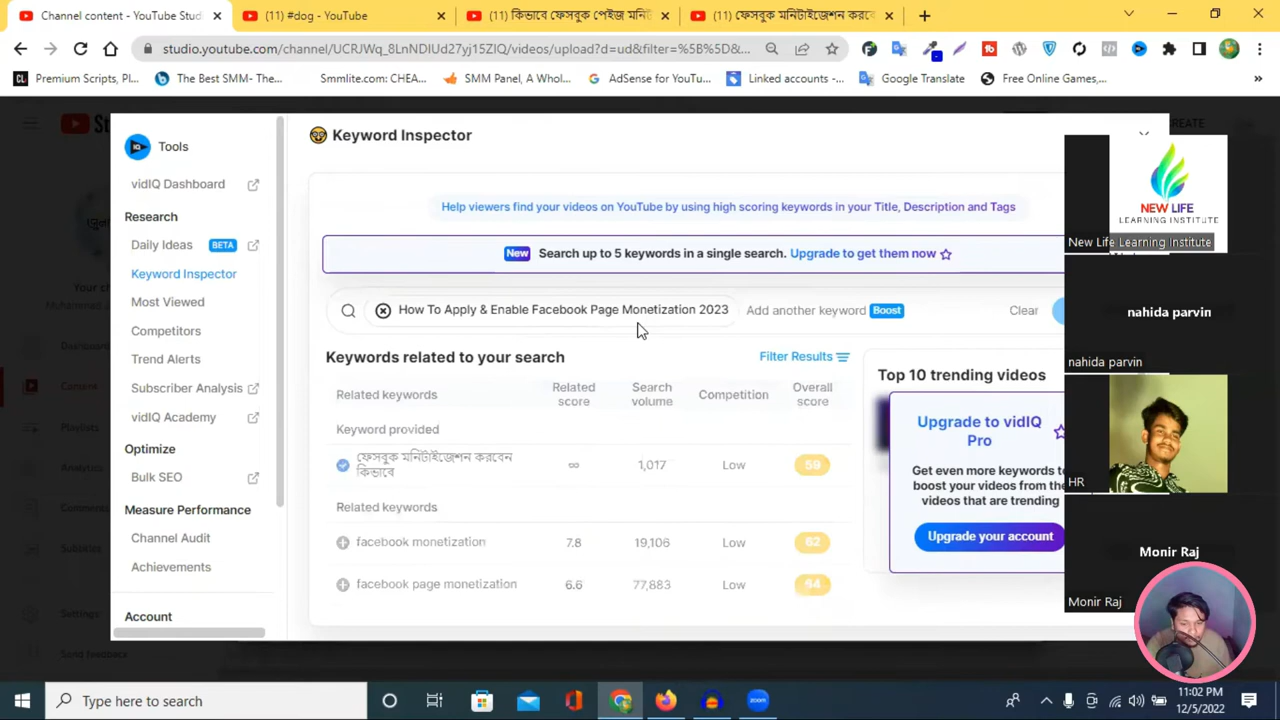 Channel content - YouTube Stud
(11) #dog - YouTube
(11) কিভাবে ফেসবুক পেইজ মনি
(11) ফেসবুক মনিটাইজেশন করবে
studio.youtube.com/channel/UCRJWq_8LnNDIUd27yj15ZIQ/videos/upload?d=ud&filter=%5B%5D&...
Premium Scripts, Pl...
The Best SMM- The...
Smmlite.com: CHEA...
SMM Panel, A Whol...
AdSense for YouTu...
Linked accounts -...
Google Translate
Free Online Games,...
Tools
vidIQ Dashboard
Research
Daily Ideas BETA
Keyword Inspector
Most Viewed
Competitors
Trend Alerts
Subscriber Analysis
vidIQ Academy
Optimize
Bulk SEO
Measure Performance
Channel Audit
Achievements
Account
Keyword Inspector
Help viewers find your videos on YouTube by using high scoring keywords in your Title, Description and Tags
New Search up to 5 keywords in a single search. Upgrade to get them now
How To Apply & Enable Facebook Page Monetization 2023
Add another keyword Boost
Clear
Keywords related to your search
Filter Results
Related keywords Related score Search volume Competition Overall score
Keyword provided
ফেসবুক মনিটাইজেশন করবেন কিভাবে ∞ 1,017 Low 59
Related keywords
facebook monetization 7.8 19,106 Low 62
facebook page monetization 6.6 77,883 Low 64
Top 10 trending videos
Upgrade to vidIQ Pro
Get even more keywords to
boost your videos from the
videos that are trending
Upgrade your account
NEW LIFE
LEARNING INSTITUTE
New Life Learning Institute
nahida parvin
nahida parvin
HR
Monir Raj
Monir Raj
CREATE
Your ch
Muhammad
Playlists
Analytics
Settings
Send feedback
Type here to search
11:02 PM
12/5/2022